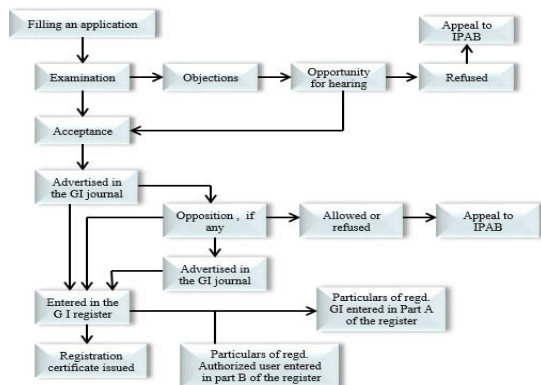 Filling an application
Appeal to
IPAB
Examination
Objections
Opportunity
for hearing
Refused
Acceptance
Advertised in
the GI journal
Opposition , if
any
Allowed or
refused
Appeal to
IPAB
Advertised in
the GI journal
Entered in the
G I register
Particulars of regd.
GI entered in Part A
of the register
Registration
certificate issued
Particulars of regd.
Authorized user entered
in part B of the register